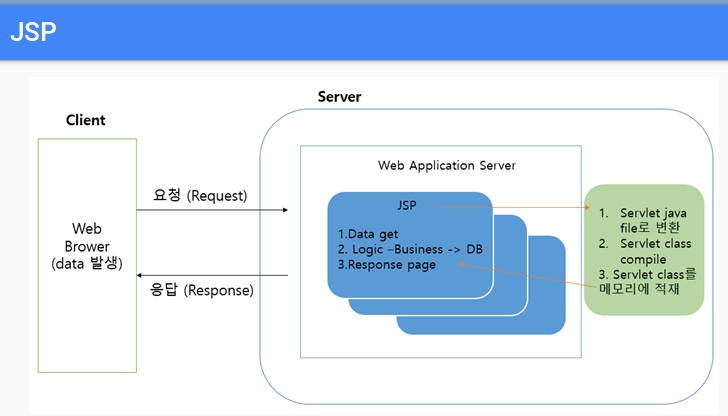 JSP
Server
Client
Web Application Server
요청 (Request)
JSP
1.Data get
2. Logic –Business -> DB
3.Response page
Web
Brower
(data 발생)
응답 (Response)
1. Servlet java
file로 변환
2. Servlet class
compile
3. Servlet class를
메모리에 적재